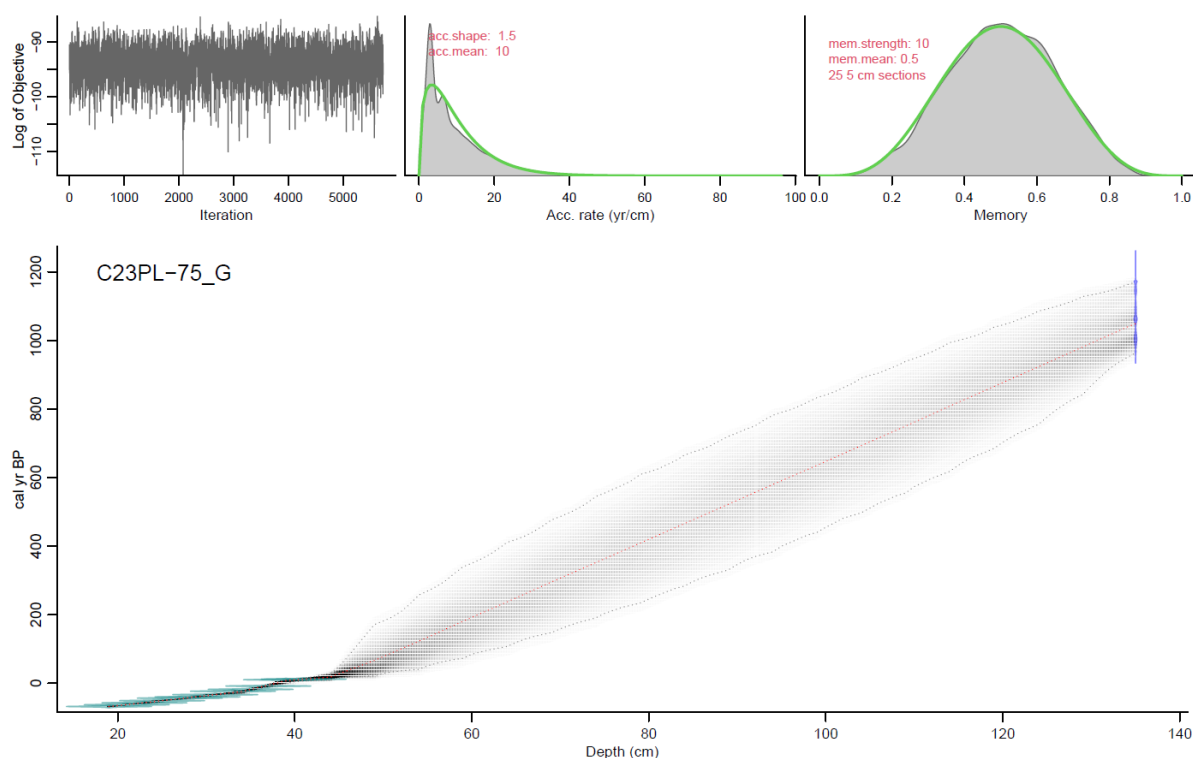 Log of Objective
-90
-100
-110
0 1000 2000 3000 4000 5000
Iteration
acc.shape: 1.5
acc.mean: 10
0 20 40 60 80 100
Acc. rate (yr/cm)
mem.strength: 10
mem.mean: 0.5
25 5 cm sections
0.0 0.2 0.4 0.6 0.8 1.0
Memory
C23PL−75_G
cal yr BP
1200
1000
800
600
400
200
0
20 40 60 80 100 120 140
Depth (cm)